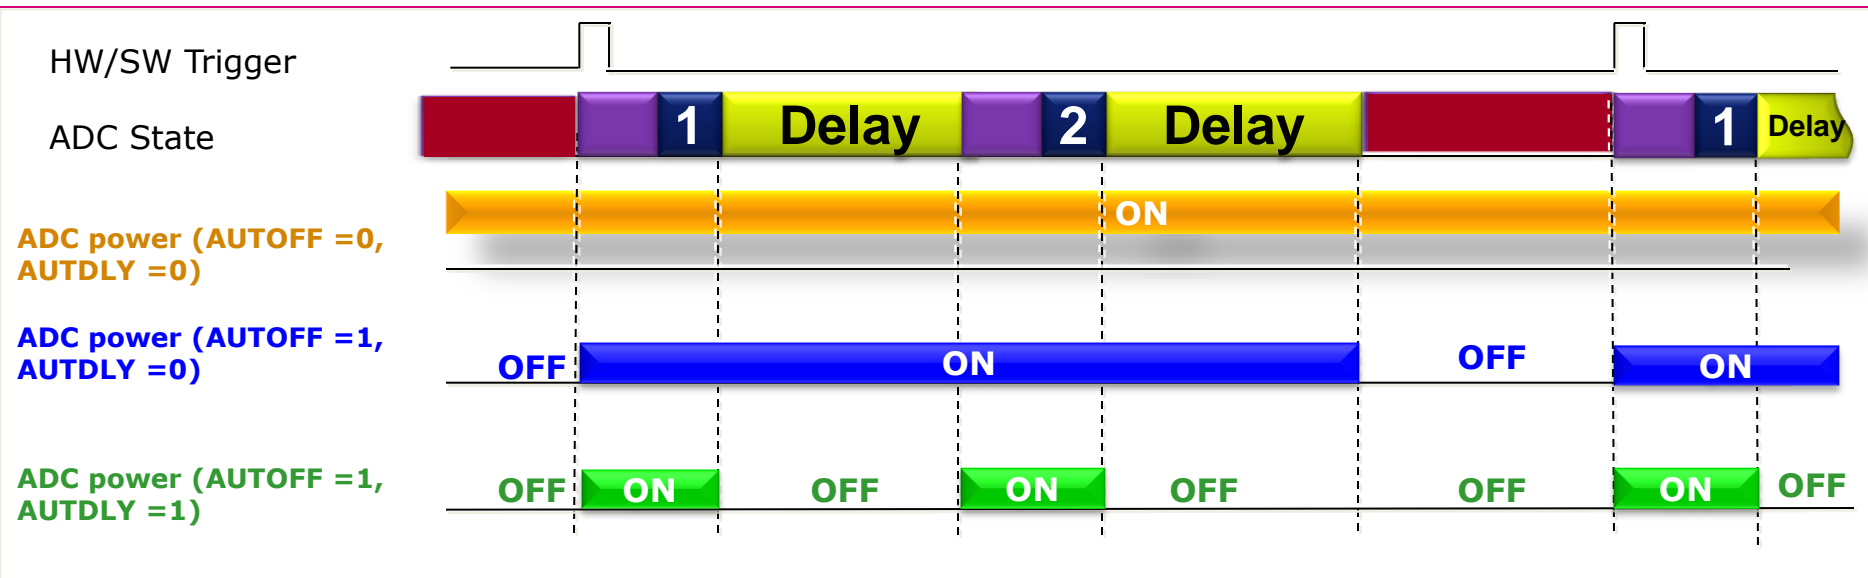 HW/SW Trigger
ADC State
1 Delay 2 Delay 1 Delay
ADC power (AUTOFF =0,
AUTDLY =0)
ON
ADC power (AUTOFF =1,
AUTDLY =0)
OFF ON OFF ON
ADC power (AUTOFF =1,
AUTDLY =1)
OFF ON OFF ON OFF OFF ON OFF